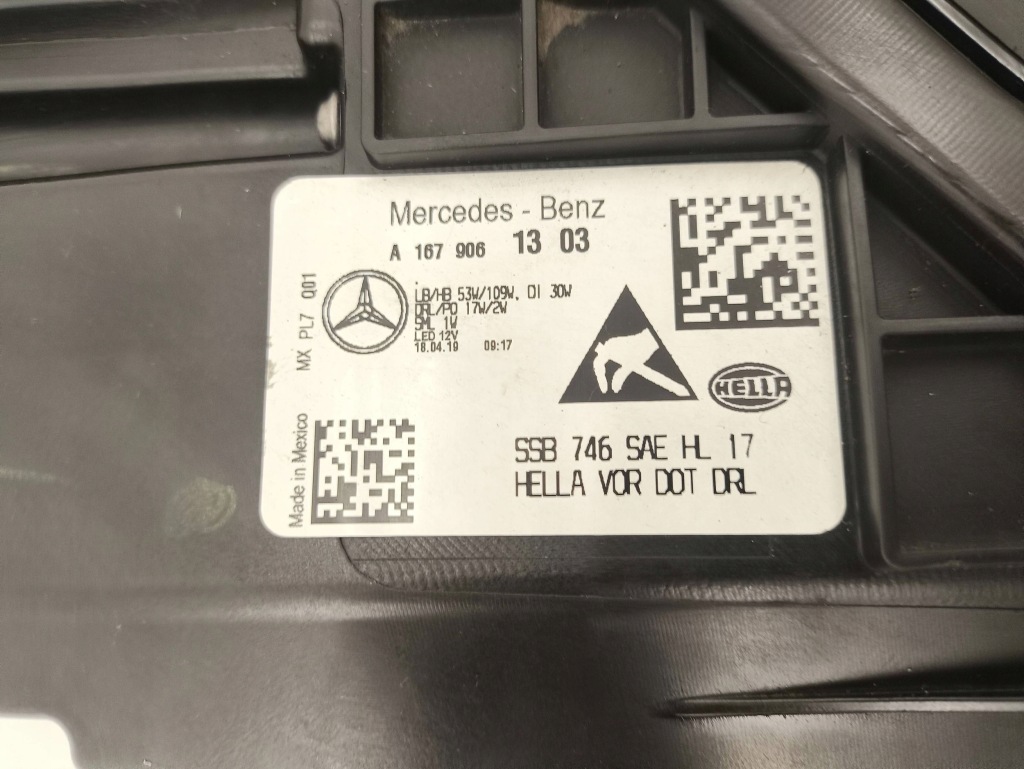 Mercedes - Benz
A 167 906 13 03
LB/HB 53W/109W, DI 30W
DRL/PO 17W/2W
SML 1W
LED 12V
18.04.19 09:17
MX PL7 Q01
Made in Mexico
HELLA
SSB 746 SAE HL 17
HELLA VOR DOT DRL